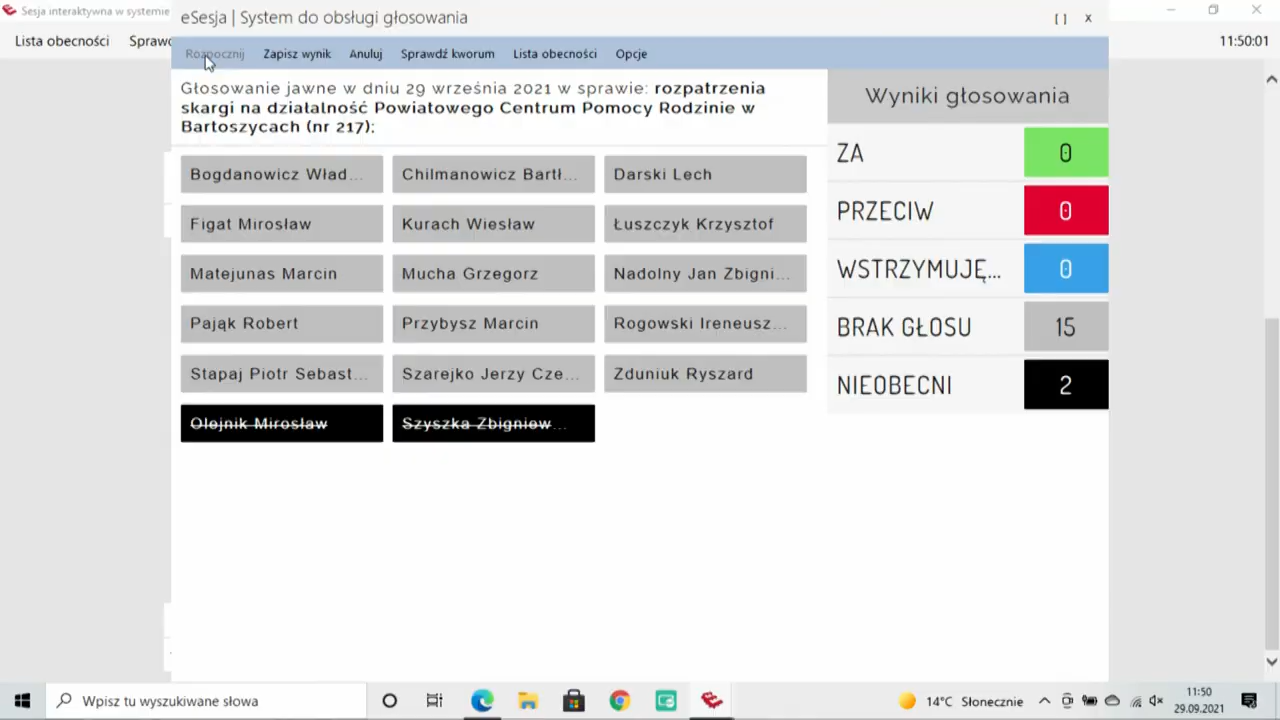 Sesja interaktywna w systemie
eSesja | System do obsługi głosowania
[ ] X
Lista obecności
Rozpocznij Zapisz wynik Anuluj Sprawdź kworum Lista obecności Opcje
11:50:01
Głosowanie jawne w dniu 29 września 2021 w sprawie: rozpatrzenia
skargi na działalność Powiatowego Centrum Pomocy Rodzinie w
Bartoszycach (nr 217);
Bogdanowicz Wład... Chilmanowicz Bartł... Darski Lech
Figat Mirosław Kurach Wiesław Łuszczyk Krzysztof
Matejunas Marcin Mucha Grzegorz Nadolny Jan Zbigni...
Pająk Robert Przybysz Marcin Rogowski Ireneusz...
Stapaj Piotr Sebast... Szarejko Jerzy Cze... Zduniuk Ryszard
Olejnik Mirosław Szyszka Zbigniew...
Wyniki głosowania
ZA 0
PRZECIW 0
WSTRZYMUJĘ... 0
BRAK GŁOSU 15
NIEOBECNI 2
Wpisz tu wyszukiwane słowa
14°C Słonecznie
11:50
29.09.2021